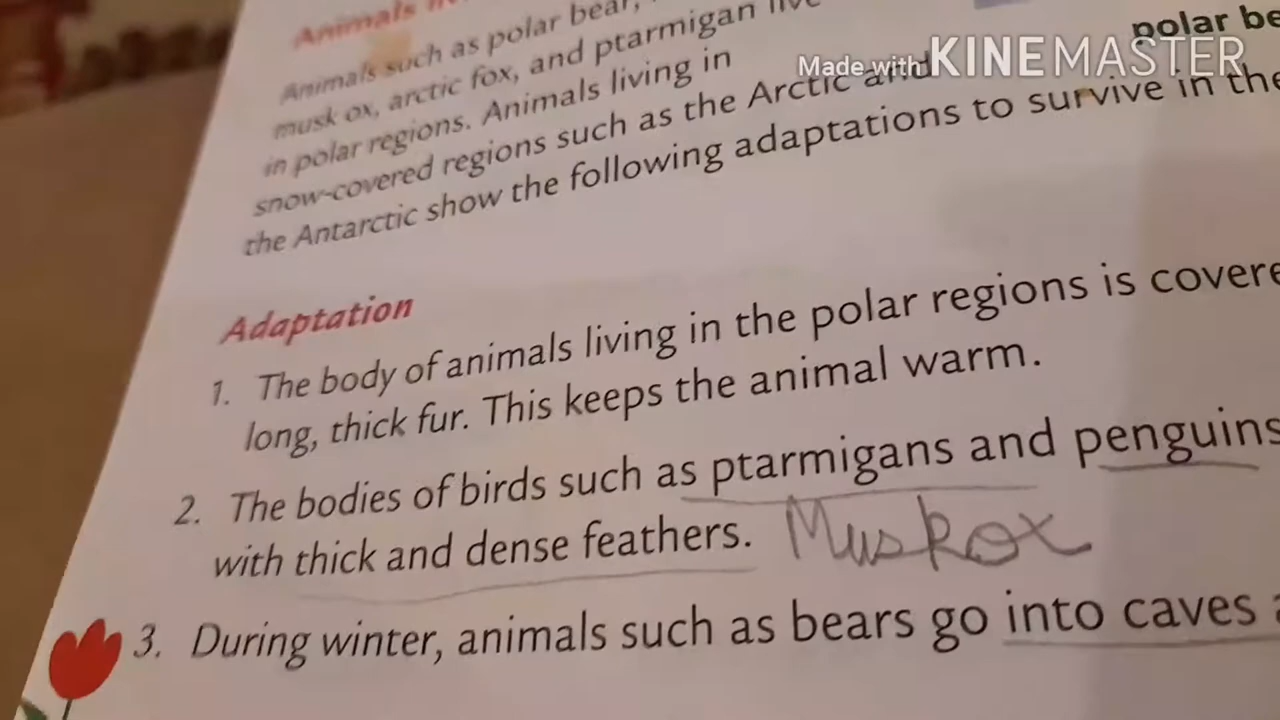 Animals
Animals such as polar bear,
musk ox, arctic fox, and ptarmigan live
in polar regions. Animals living in
snow-covered regions such as the Arctic and
the Antarctic show the following adaptations to survive in the
polar be
Made with KINEMASTER
Adaptation
1. The body of animals living in the polar regions is covere
long, thick fur. This keeps the animal warm.
2. The bodies of birds such as ptarmigans and penguins
with thick and dense feathers. Muskox
3. During winter, animals such as bears go into caves